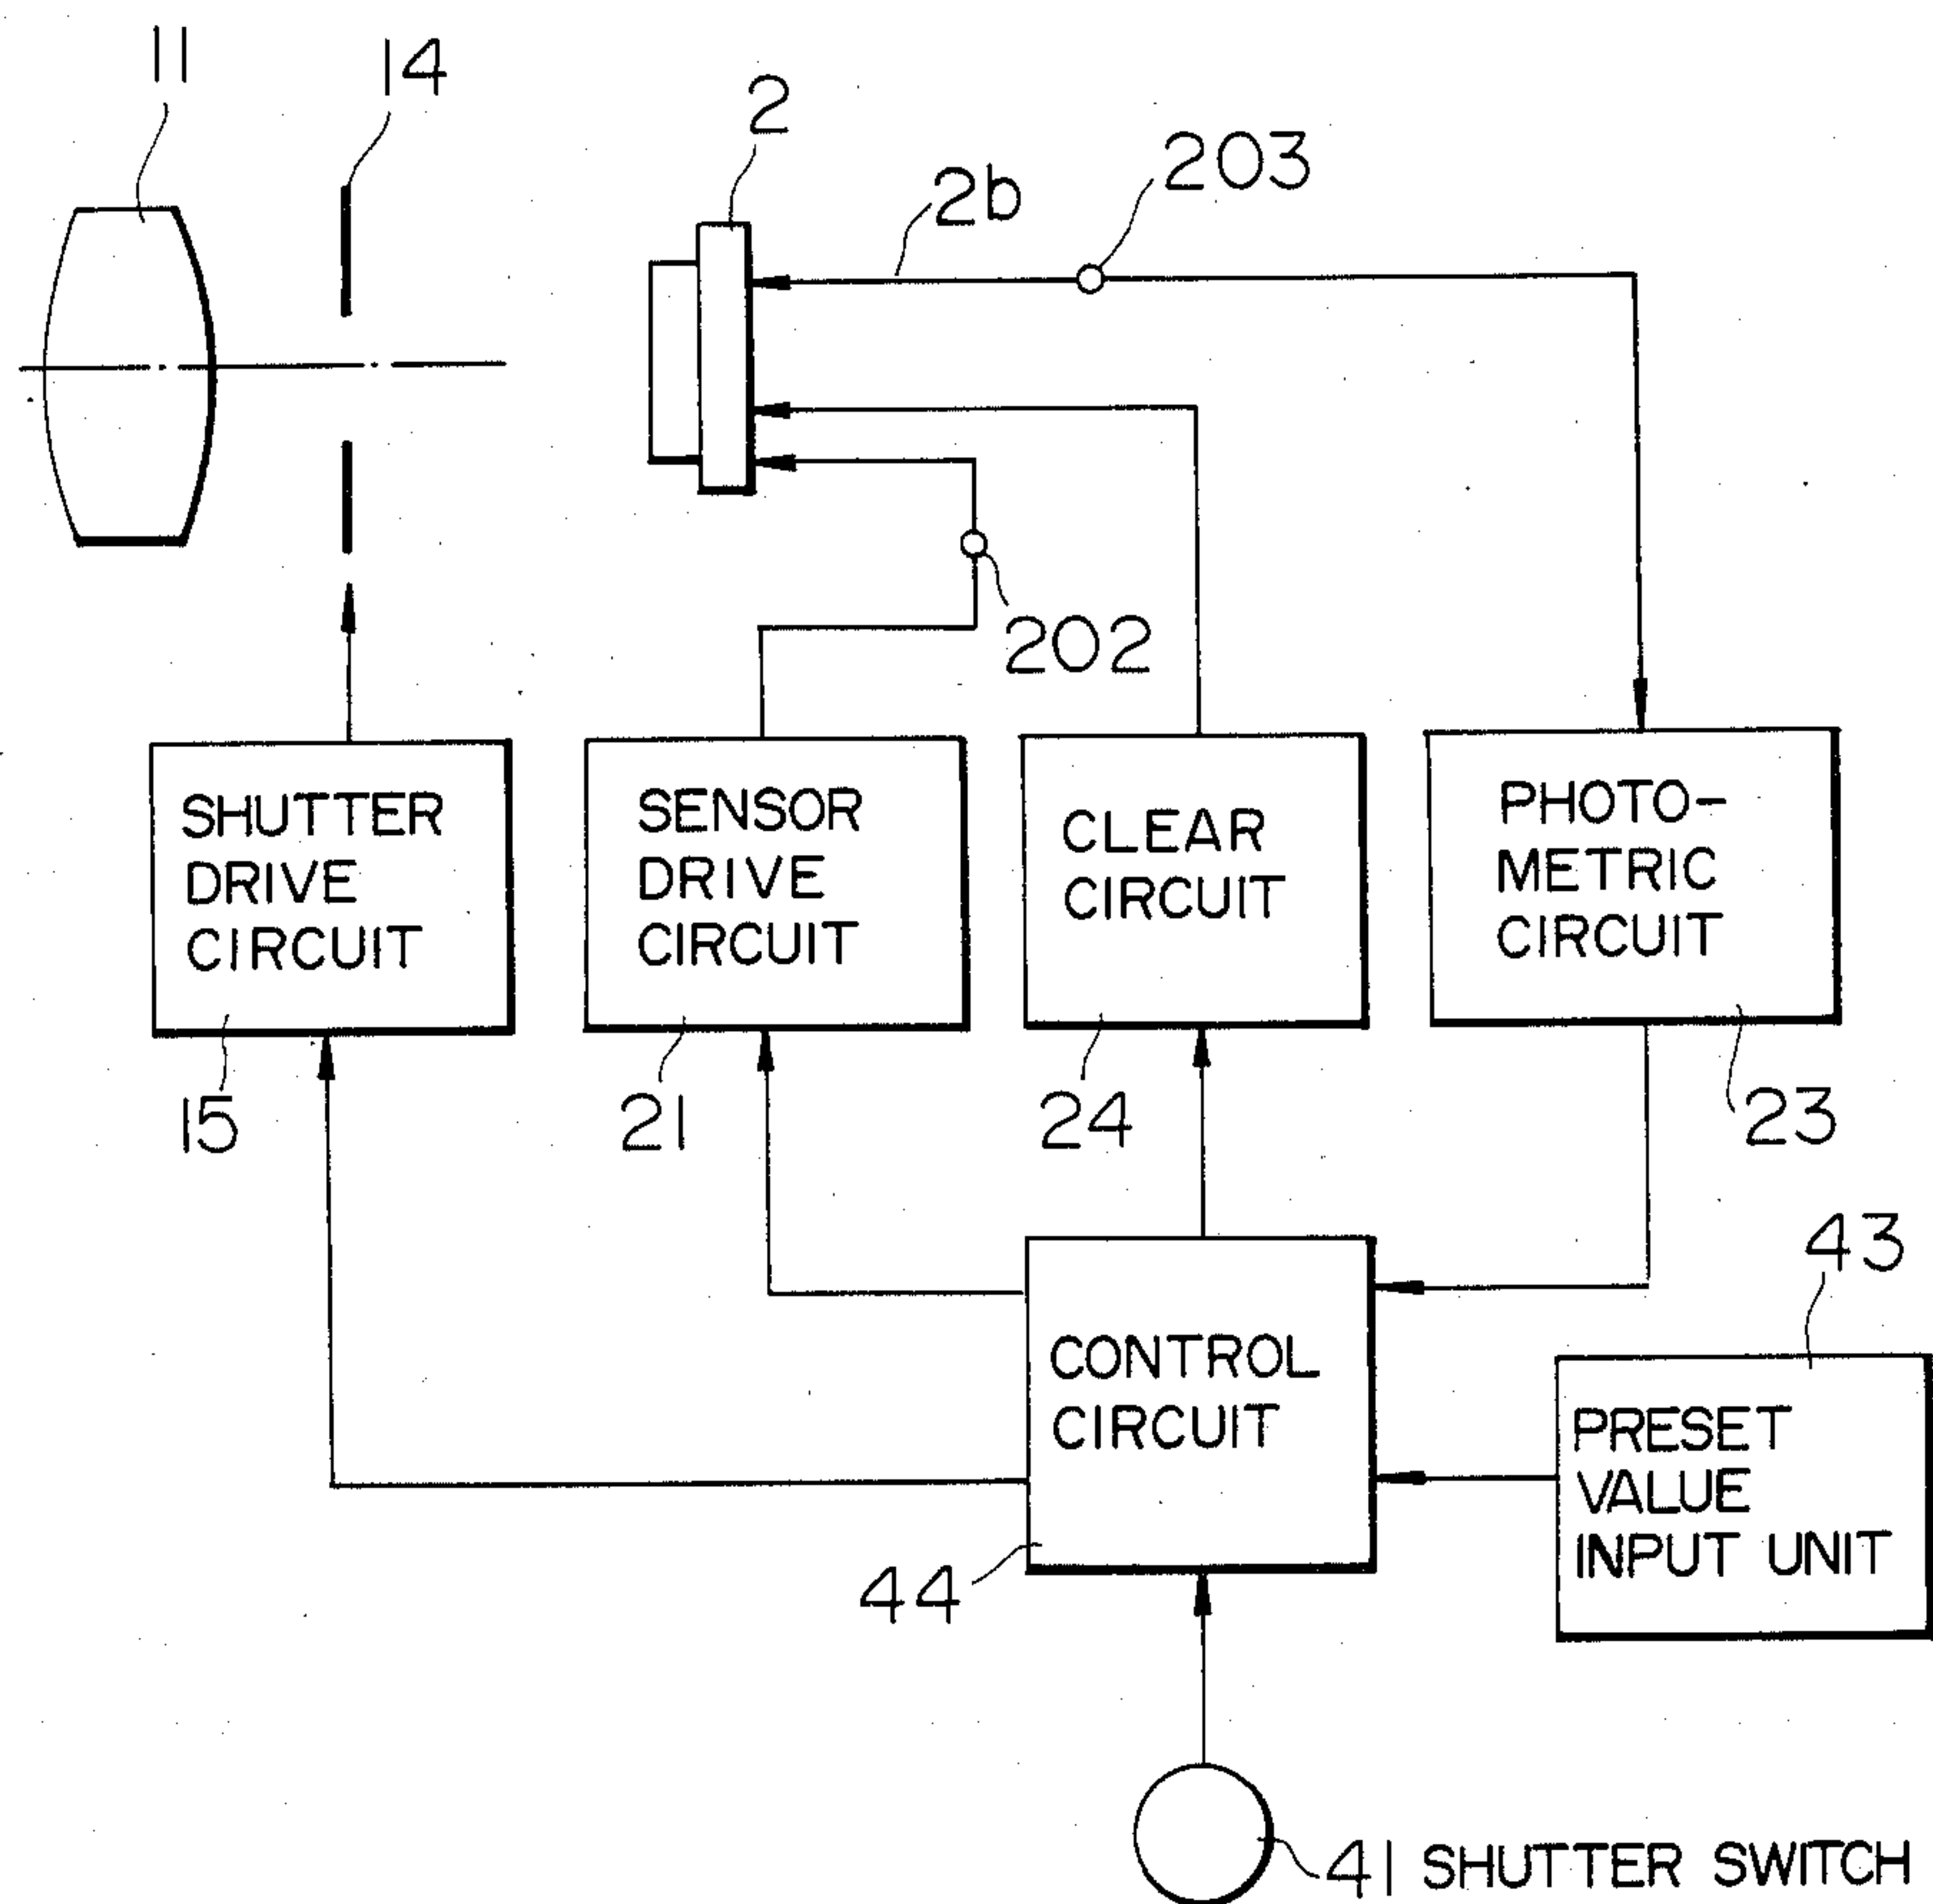 11
14
2
2b
203
202
SHUTTER
DRIVE
CIRCUIT
15
SENSOR
DRIVE
CIRCUIT
21
CLEAR
CIRCUIT
24
PHOTO-
METRIC
CIRCUIT
23
CONTROL
CIRCUIT
44
43
PRESET
VALUE
INPUT UNIT
41 SHUTTER SWITCH